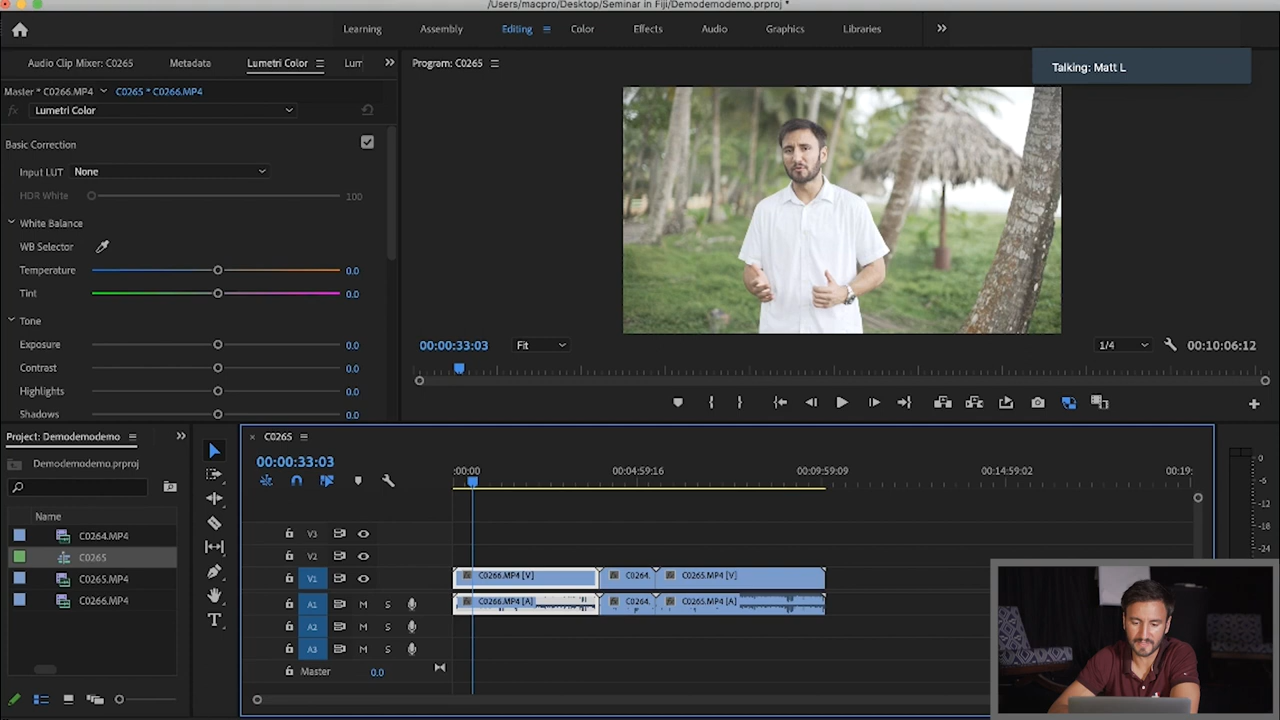 /Users/macpro/Desktop/Seminar in Fiji/Demodemodemo.prproj *
Learning Assembly Editing Color Effects Audio Graphics Libraries
Audio Clip Mixer: C0265 Metadata Lumetri Color Lum
Program: C0265
Talking: Matt L
Master * C0266.MP4 C0265 * C0266.MP4
fx Lumetri Color
Basic Correction
Input LUT None
HDR White 100
White Balance
WB Selector
Temperature 0.0
Tint 0.0
Tone
Exposure 0.0
Contrast 0.0
Highlights 0.0
Shadows 0.0
00:00:33:03 Fit 1/4 00:10:06:12
Project: Demodemodemo
Demodemodemo.prproj
Name
C0264.MP4
C0265
C0265.MP4
C0266.MP4
C0265
00:00:33:03
:00:00 00:04:59:16 00:09:59:09 00:14:59:02 00:19:
V3
V2
V1 C0266.MP4 [V] C0264. C0265.MP4 [V]
A1 M S C0266.MP4 [A] C0264. C0265.MP4 [A]
A2 M S
A3 M S
Master 0.0
0
-6
-12
-18
-24